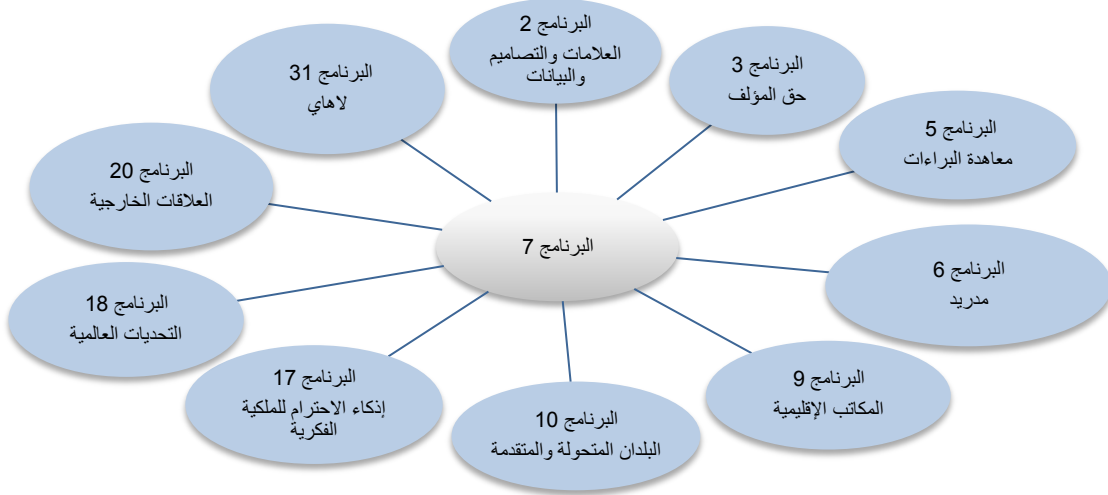 البرنامج 2
العلامات والتصاميم
والبيانات
البرنامج 3
حق المؤلف
البرنامج 5
معاهدة البراءات
البرنامج 6
مدريد
البرنامج 9
المكاتب الإقليمية
البرنامج 10
البلدان المتحولة والمتقدمة
البرنامج 17
إذكاء الاحترام للملكية
الفكرية
البرنامج 18
التحديات العالمية
البرنامج 20
العلاقات الخارجية
البرنامج 31
لاهاي
البرنامج 7